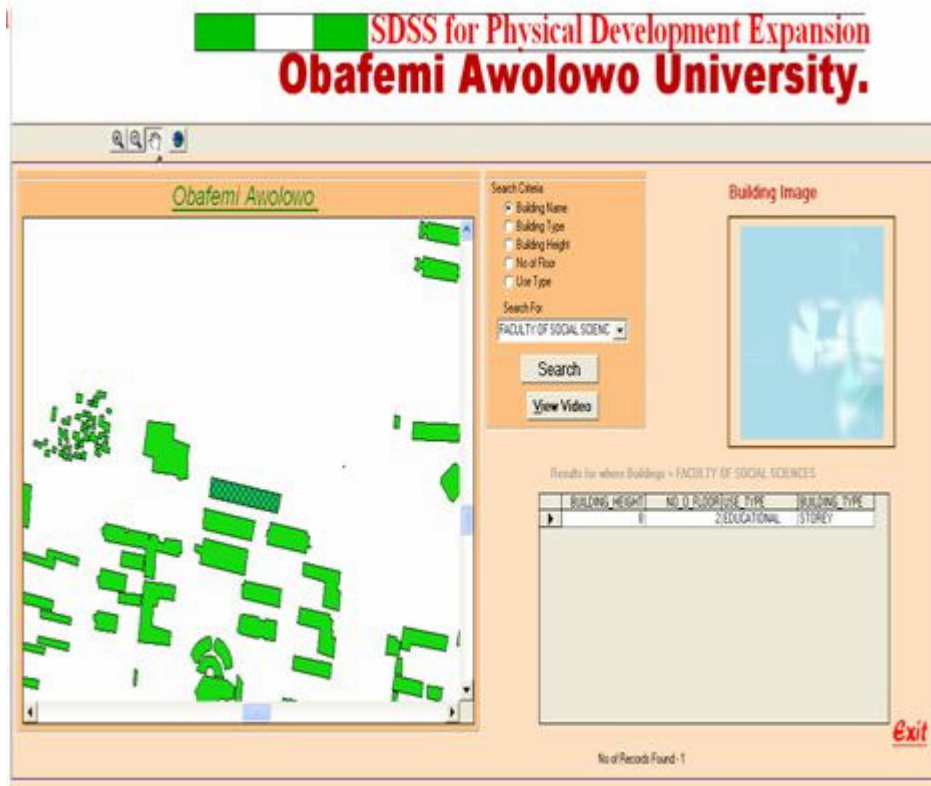 SDSS for Physical Development Expansion
Obafemi Awolowo University.
Obafemi Awolowo
Search Criteria
Building Name
Building Type
Building Height
No of Floor
Use Type
Search For
FACULTY OF SOCIAL SCIENC
Search
View Video
Building Image
Results for where Buildings = FACULTY OF SOCIAL SCIENCES
BUILDING_HEIGHT NO_O_FLOOR USE_TYPE BUILDING_TYPE
2 EDUCATIONAL STOREY
Exit
No of Records Found - 1